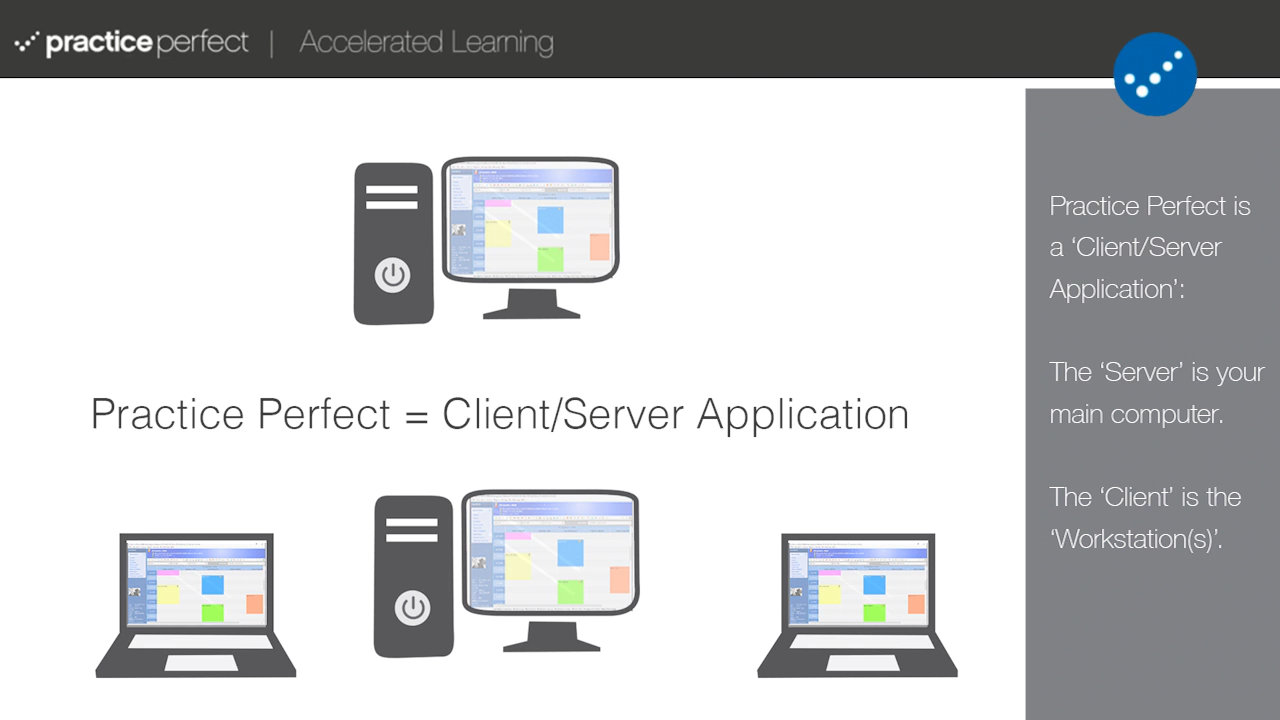 practice perfect | Accelerated Learning
Practice Perfect = Client/Server Application
Practice Perfect is
a ‘Client/Server
Application’:
The ‘Server’ is your
main computer.
The ‘Client’ is the
‘Workstation(s)’.